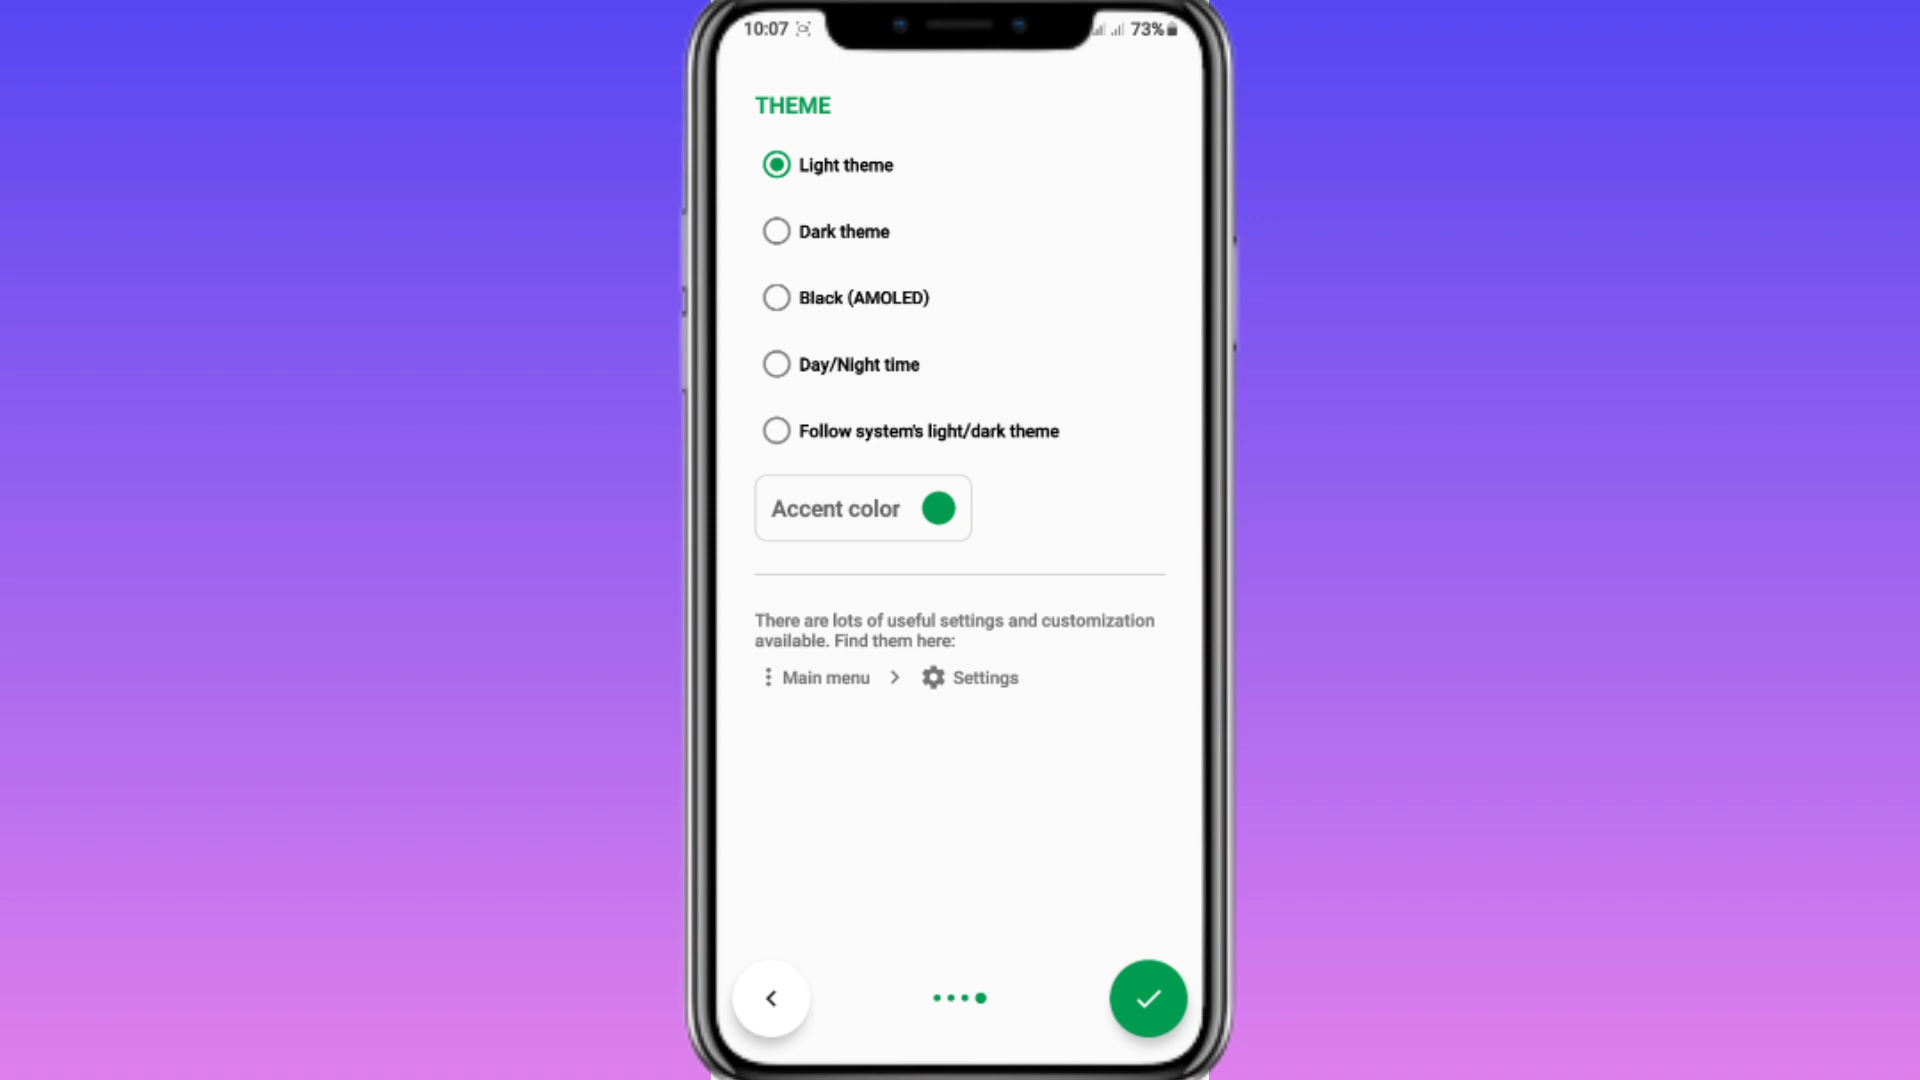 10:07 73%
THEME
Light theme
Dark theme
Black (AMOLED)
Day/Night time
Follow system's light/dark theme
Accent color
There are lots of useful settings and customization
available. Find them here:
Main menu > Settings